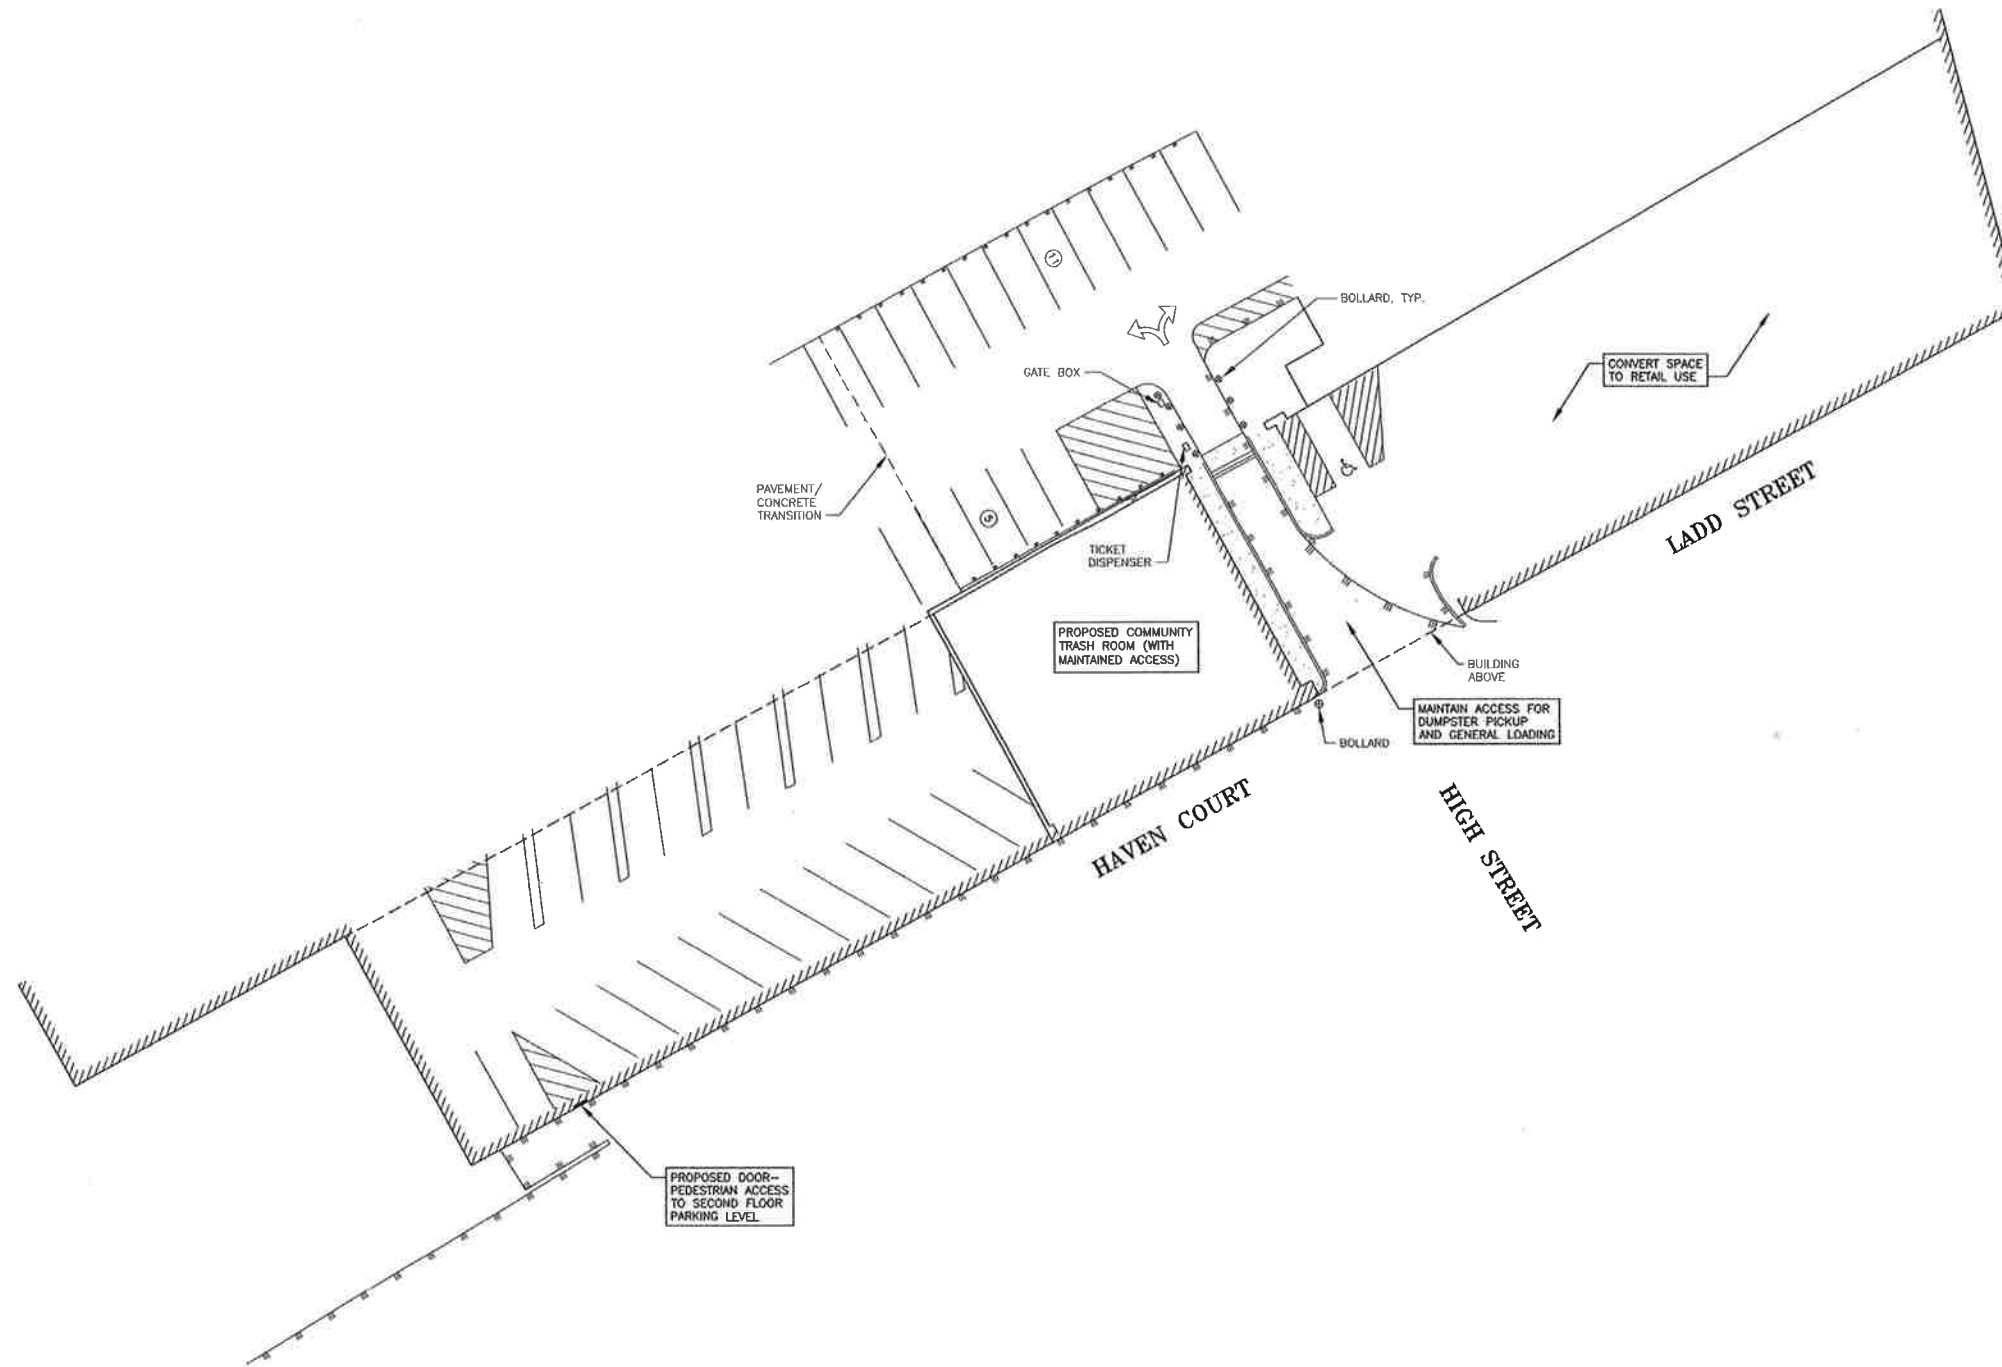 11
BOLLARD, TYP.
GATE BOX
CONVERT SPACE
TO RETAIL USE
PAVEMENT/
CONCRETE
TRANSITION
5
TICKET
DISPENSER
LADD STREET
PROPOSED COMMUNITY
TRASH ROOM (WITH
MAINTAINED ACCESS)
BUILDING
ABOVE
MAINTAIN ACCESS FOR
DUMPSTER PICKUP
AND GENERAL LOADING
BOLLARD
HAVEN COURT
HIGH STREET
PROPOSED DOOR–
PEDESTRIAN ACCESS
TO SECOND FLOOR
PARKING LEVEL